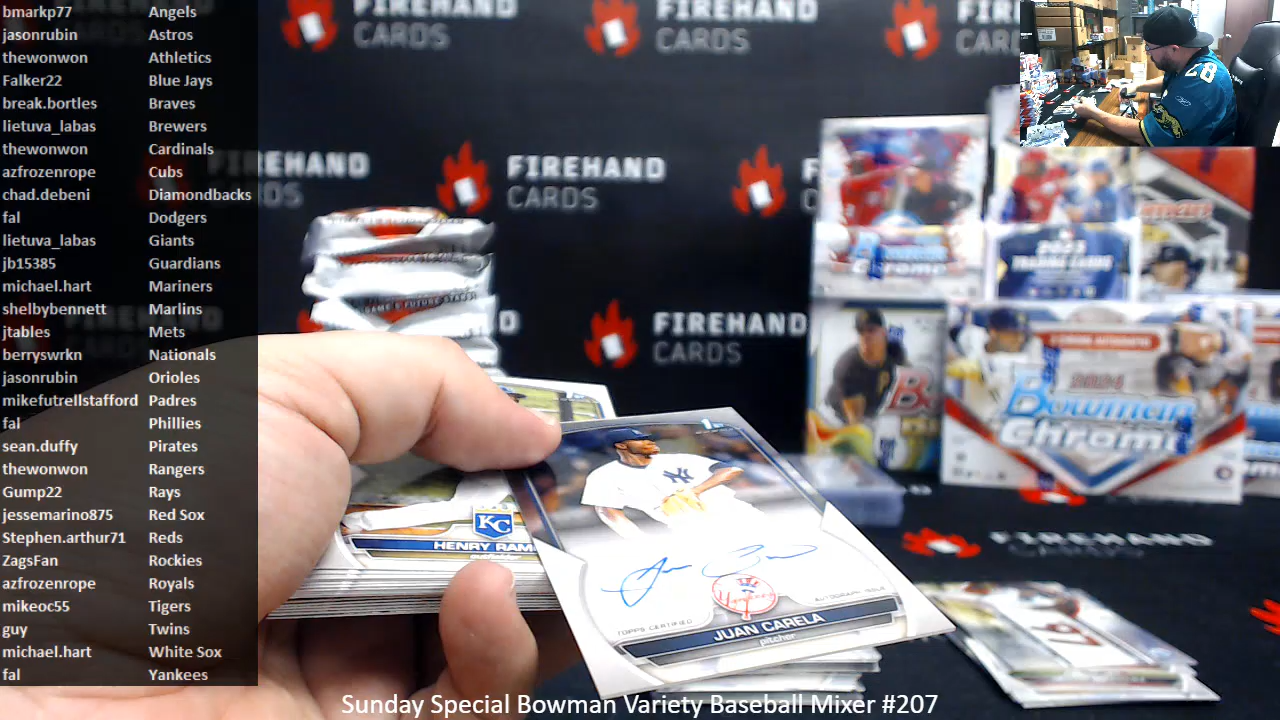 bmarkp77 Angels
jasonrubin Astros
thewonwon Athletics
Falker22 Blue Jays
break.bortles Braves
lietuva_labas Brewers
thewonwon Cardinals
azfrozenrope Cubs
chad.debeni Diamondbacks
fal Dodgers
lietuva_labas Giants
jb15385 Guardians
michael.hart Mariners
shelbybennett Marlins
jtables Mets
berryswrkn Nationals
jasonrubin Orioles
mikefutrellstafford Padres
fal Phillies
sean.duffy Pirates
thewonwon Rangers
Gump22 Rays
jessemarino875 Red Sox
Stephen.arthur71 Reds
ZagsFan Rockies
azfrozenrope Royals
mikeoc55 Tigers
guy Twins
michael.hart White Sox
fal Yankees
FIREHAND CARDS
FIREHAND CARDS
FIREHAND CARDS
FIREHAND CARDS
FIREHAND CARDS
FIREHAND
28
Chrome
2023
2024
Bowman
Chrome
KC
HENRY RAM
1st
NY
Yankees
TOPPS CERTIFIED AUTOGRAPH ISSUE
JUAN CARELA
pitcher
Sunday Special Bowman Variety Baseball Mixer #207